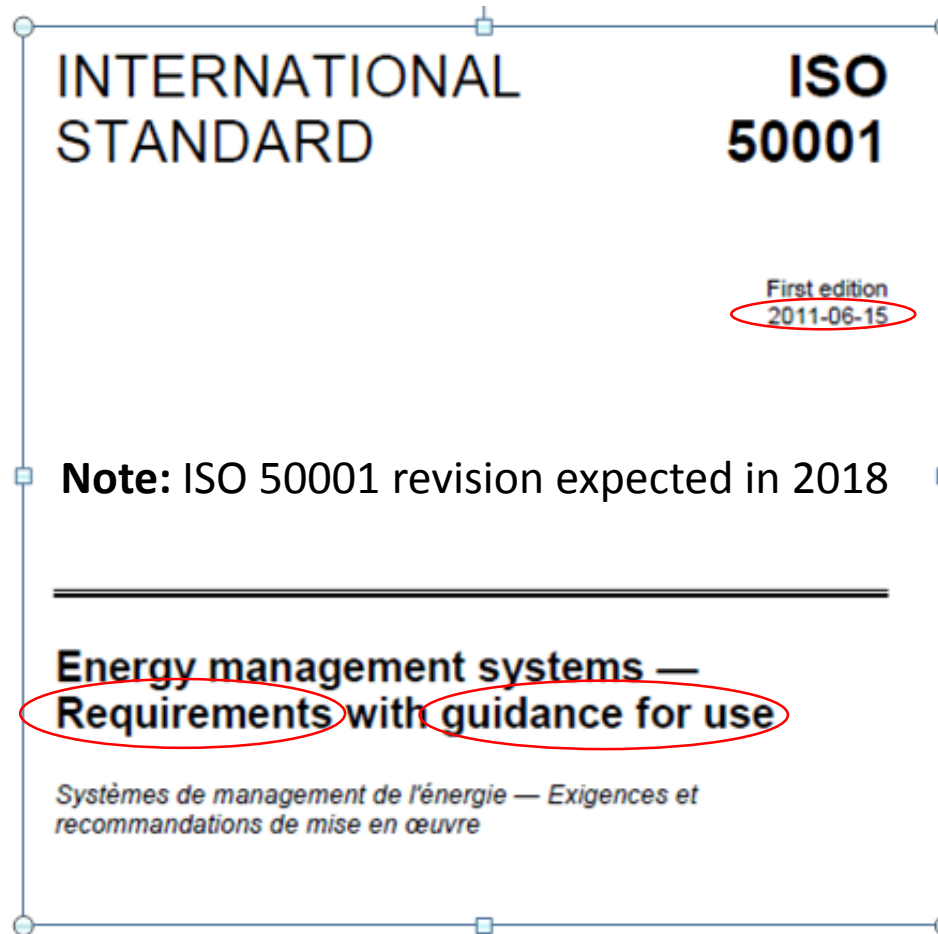 INTERNATIONAL
STANDARD
ISO
50001
First edition
2011-06-15
Note: ISO 50001 revision expected in 2018
Energy management systems —
Requirements with guidance for use
Systèmes de management de l'énergie — Exigences et
recommandations de mise en œuvre